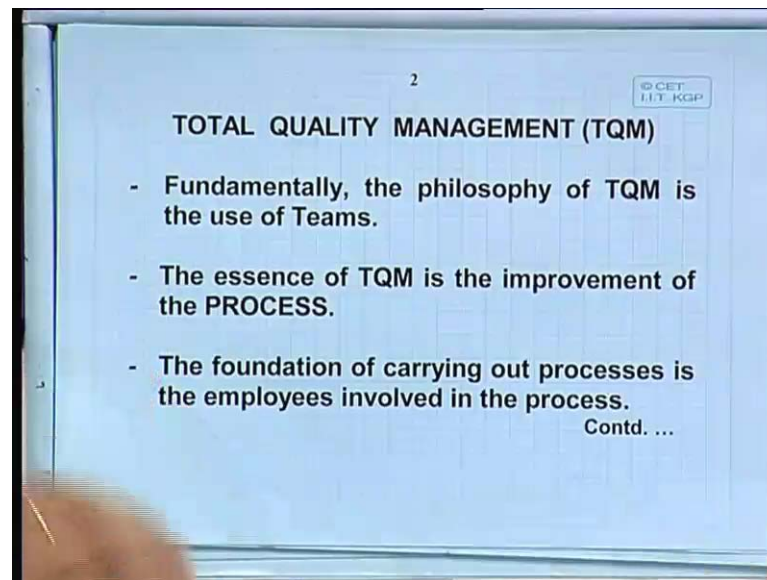 2
© CET
I.I.T. KGP
TOTAL QUALITY MANAGEMENT (TQM)
- Fundamentally, the philosophy of TQM is
the use of Teams.
- The essence of TQM is the improvement of
the PROCESS.
- The foundation of carrying out processes is
the employees involved in the process.
Contd. ...